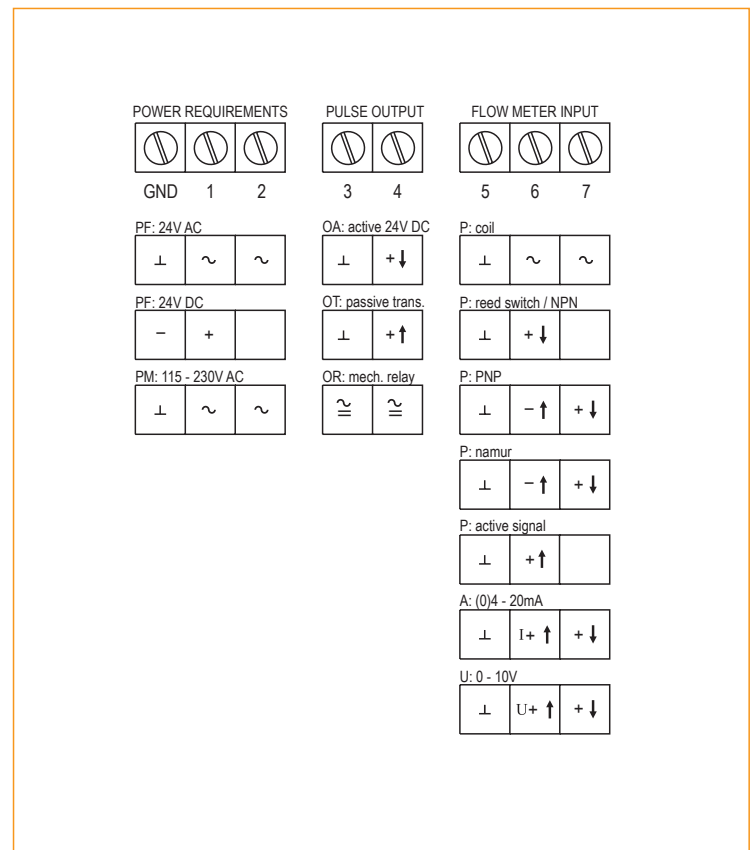 POWER REQUIREMENTS PULSE OUTPUT FLOW METER INPUT
GND 1 2 3 4 5 6 7
PF: 24V AC OA: active 24V DC P: coil
⊥ ~ ~ ⊥ +↓ ⊥ ~ ~
PF: 24V DC OT: passive trans. P: reed switch / NPN
− + ⊥ +↑ ⊥ +↓
PM: 115 - 230V AC OR: mech. relay P: PNP
⊥ ~ ~ ≅ ≅ ⊥ −↑ +↓
P: namur
⊥ −↑ +↓
P: active signal
⊥ +↑
A: (0)4 - 20mA
⊥ I+ ↑ +↓
U: 0 - 10V
⊥ U+ ↑ +↓